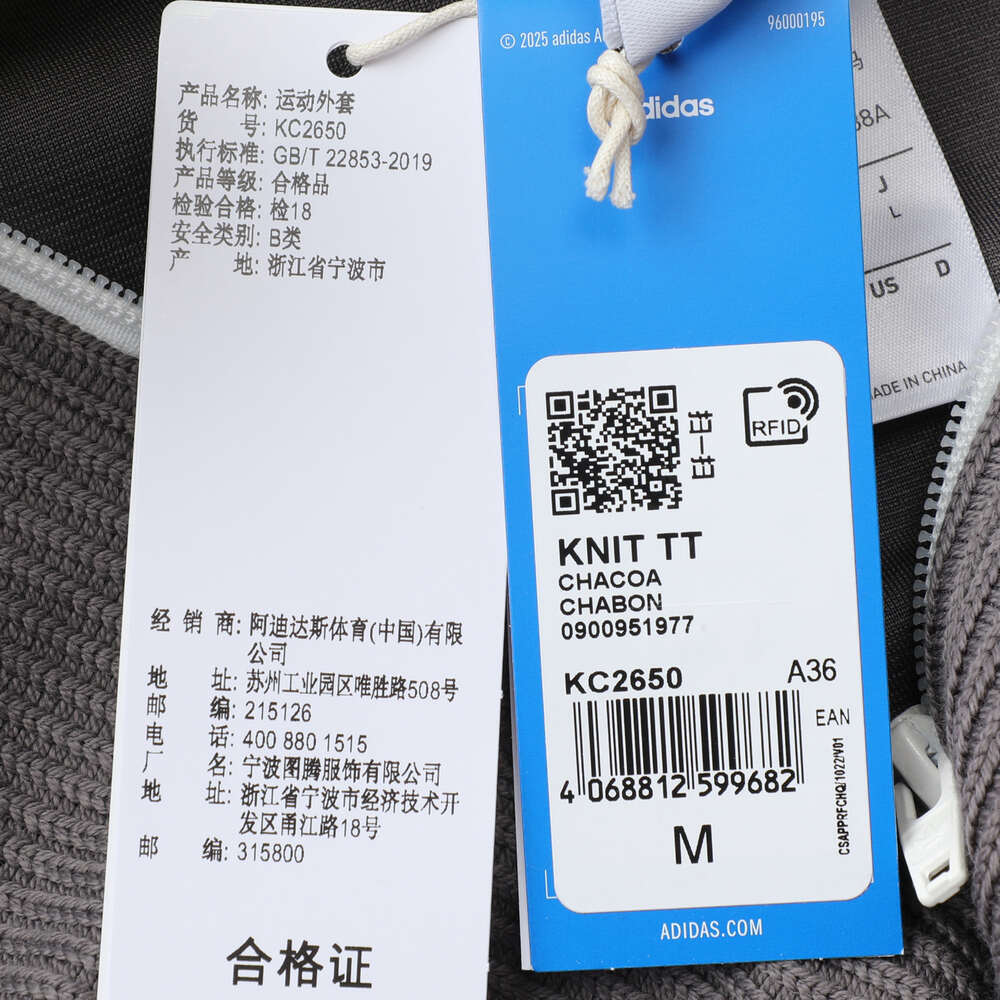 产品名称: 运动外套
货 号: KC2650
执行标准: GB/T 22853-2019
产品等级: 合格品
检验合格: 检18
安全类别: B类
产 地: 浙江省宁波市
经 销 商: 阿迪达斯体育(中国)有限
公司
地 址: 苏州工业园区唯胜路508号
邮 编: 215126
电 话: 400 880 1515
厂 名: 宁波图腾服饰有限公司
地 址: 浙江省宁波市经济技术开
发区甬江路18号
邮 编: 315800
合格证
© 2025 adidas A
96000195
adidas
扫一扫
RFID
KNIT TT
CHACOA
CHABON
0900951977
KC2650 A36
EAN
4 068812 599682
CSAPPRFCHQ/1022/V01
M
ADIDAS.COM
38A
J
L
US D
MADE IN CHINA